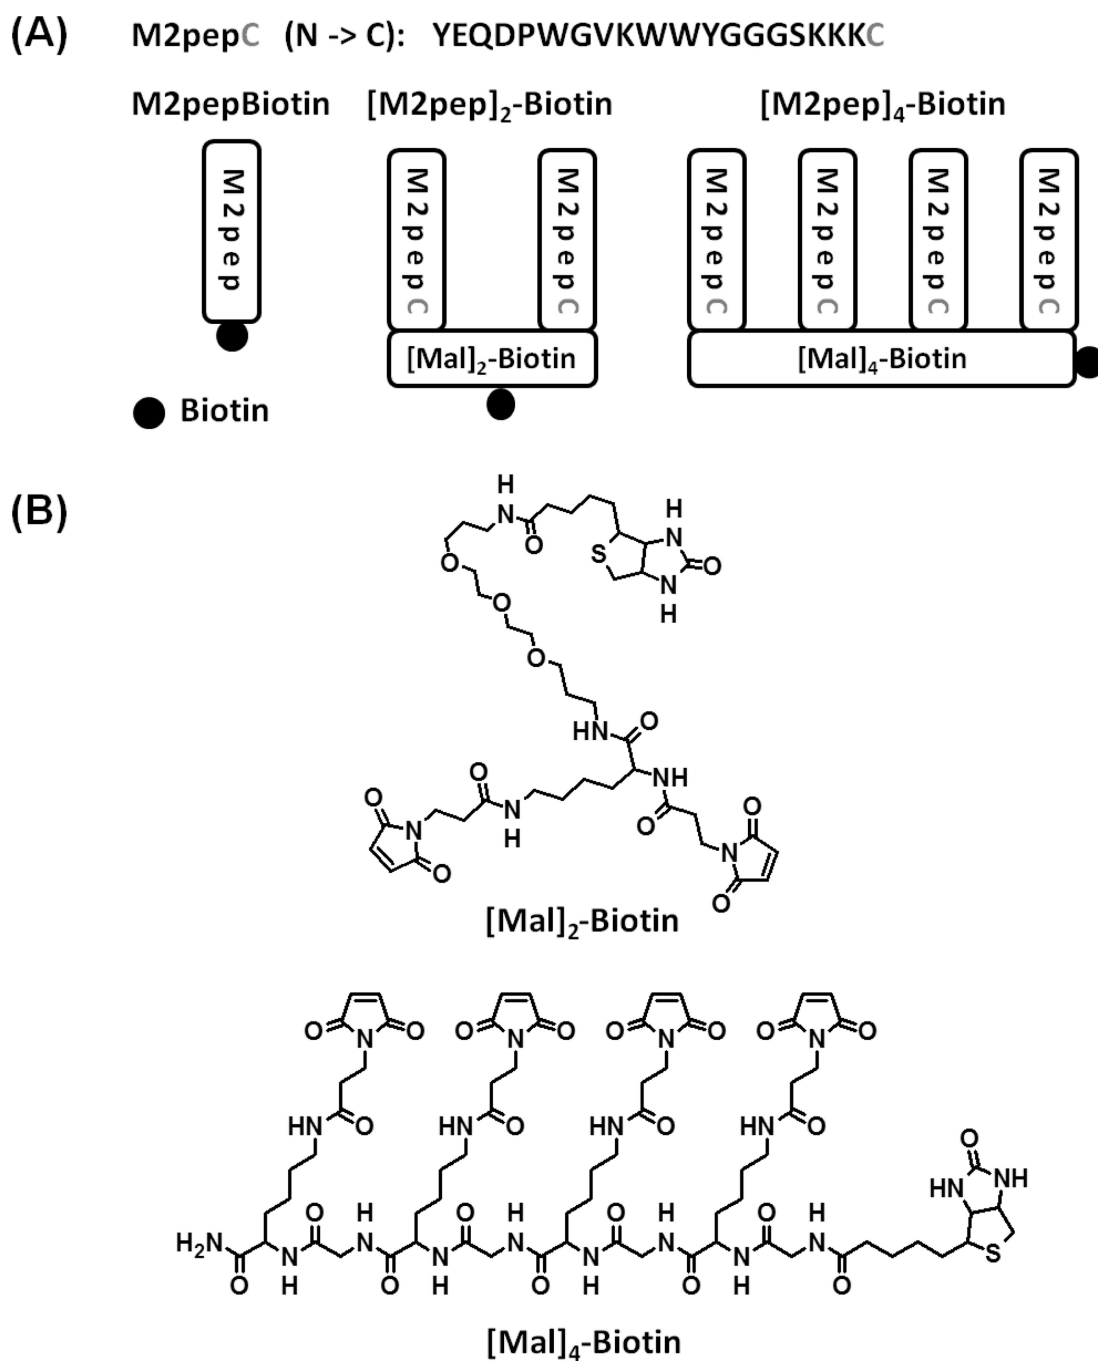 (A) M2pepC (N -> C): YEQDPWGVKWWYGGGSKKKC
M2pepBiotin [M2pep]2-Biotin [M2pep]4-Biotin
M2pep
M2pepC
M2pepC
M2pepC
M2pepC
M2pepC
M2pepC
[Mal]2-Biotin
[Mal]4-Biotin
Biotin
(B)
H
N
O
S
H
N
O
N
H
O
O
O
HN
O
NH
O
O
N
H
O
N
O
O
N
O
[Mal]2-Biotin
O N O
O N O
O N O
O N O
HN O
HN O
HN O
HN O
O
HN NH
S
H2N
O
N
H
O
H
N
O
N
H
O
H
N
O
N
H
O
H
N
O
N
H
O
H
N
O
[Mal]4-Biotin